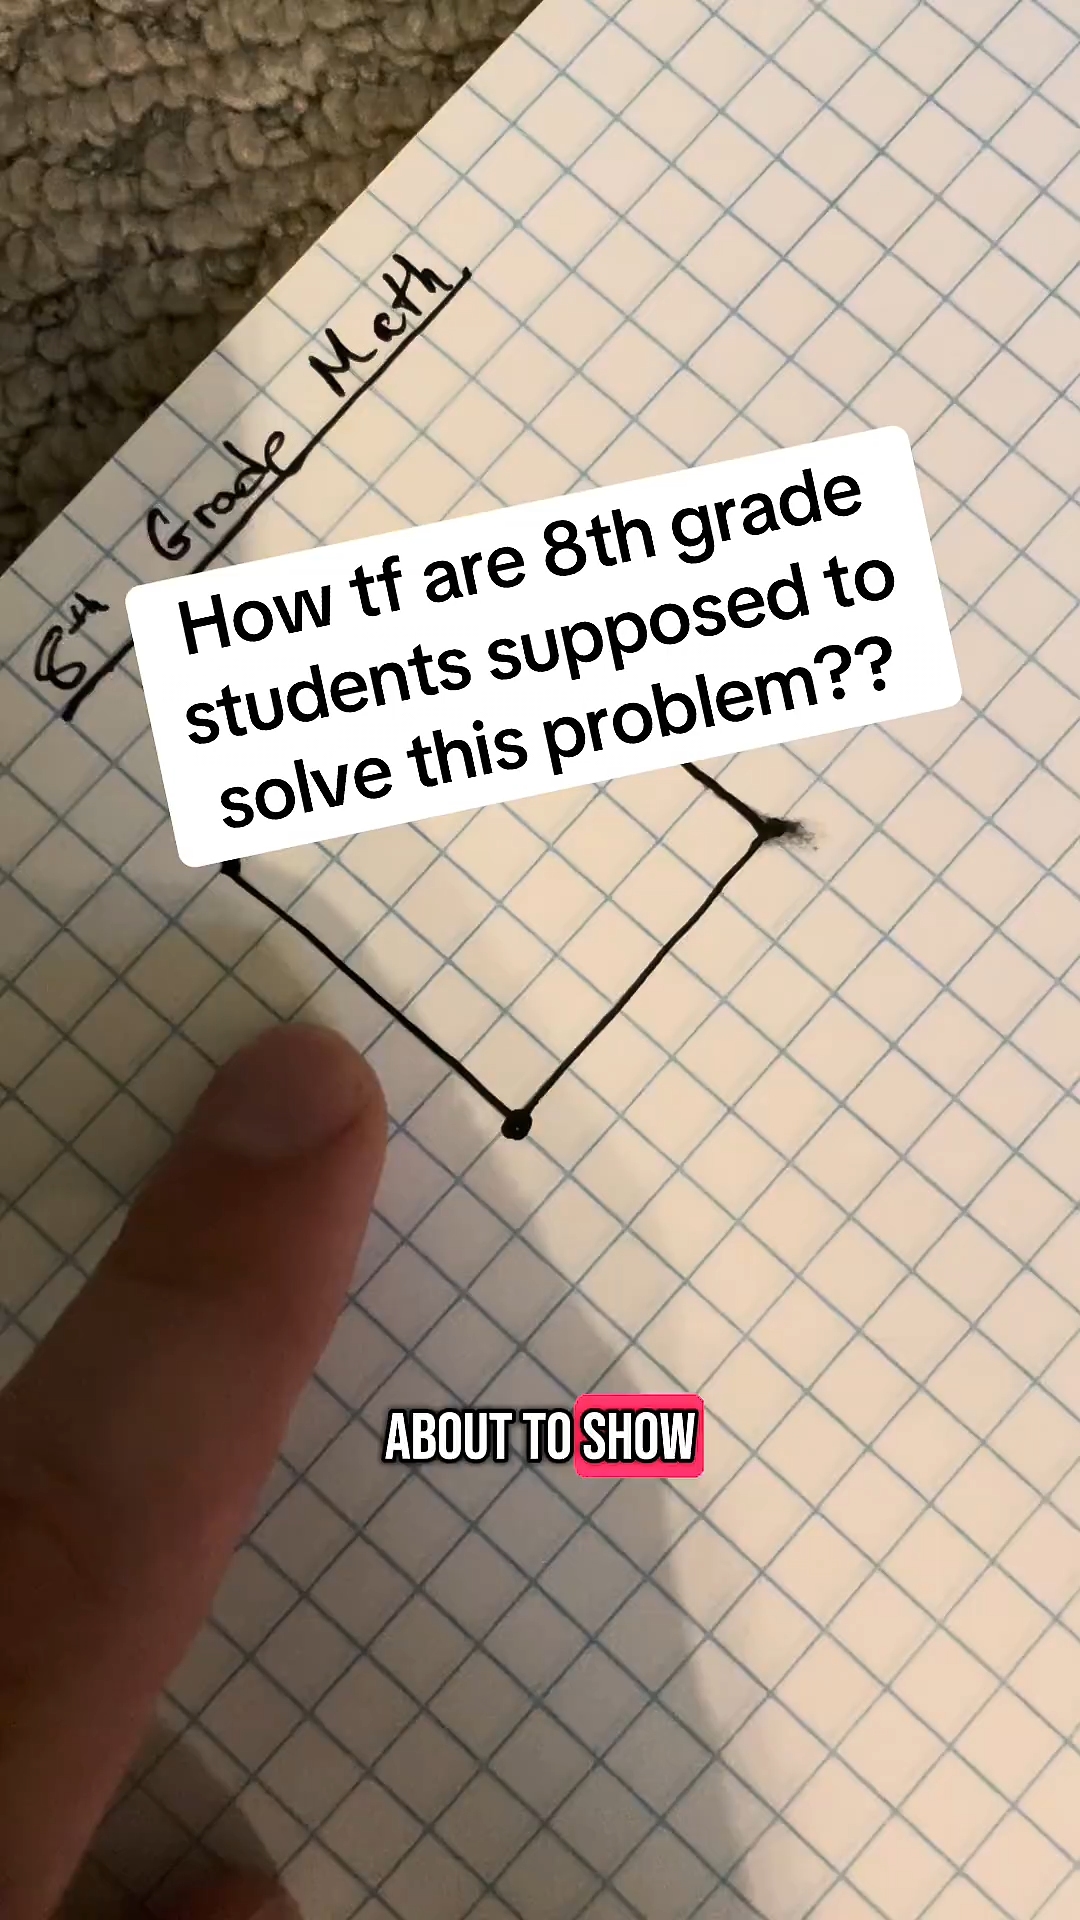 8th Grade Math
How tf are 8th grade
students supposed to
solve this problem??
ABOUT TO SHOW